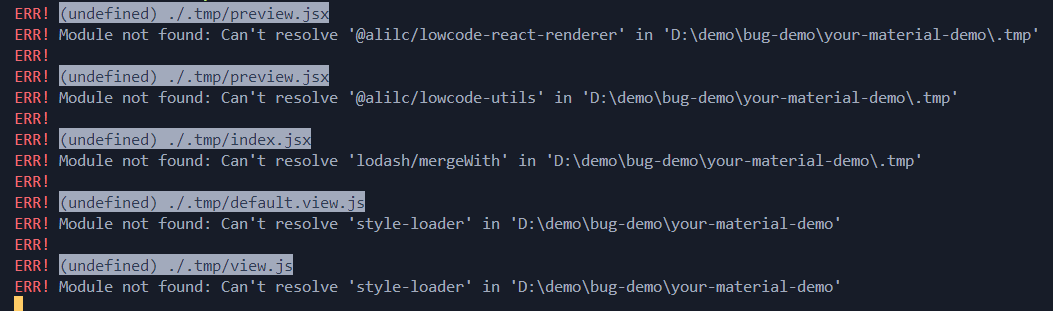 ERR! (undefined) ./.tmp/preview.jsx
ERR! Module not found: Can't resolve '@alilc/lowcode-react-renderer' in 'D:\demo\bug-demo\your-material-demo\.tmp'
ERR!
ERR! (undefined) ./.tmp/preview.jsx
ERR! Module not found: Can't resolve '@alilc/lowcode-utils' in 'D:\demo\bug-demo\your-material-demo\.tmp'
ERR!
ERR! (undefined) ./.tmp/index.jsx
ERR! Module not found: Can't resolve 'lodash/mergeWith' in 'D:\demo\bug-demo\your-material-demo\.tmp'
ERR!
ERR! (undefined) ./.tmp/default.view.js
ERR! Module not found: Can't resolve 'style-loader' in 'D:\demo\bug-demo\your-material-demo'
ERR!
ERR! (undefined) ./.tmp/view.js
ERR! Module not found: Can't resolve 'style-loader' in 'D:\demo\bug-demo\your-material-demo'